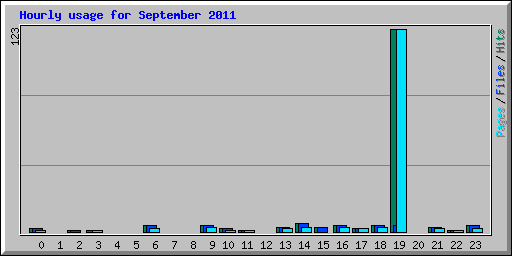 Hourly usage for September 2011
123
Pages/Files/Hits
0 1 2 3 4 5 6 7 8 9 10 11 12 13 14 15 16 17 18 19 20 21 22 23